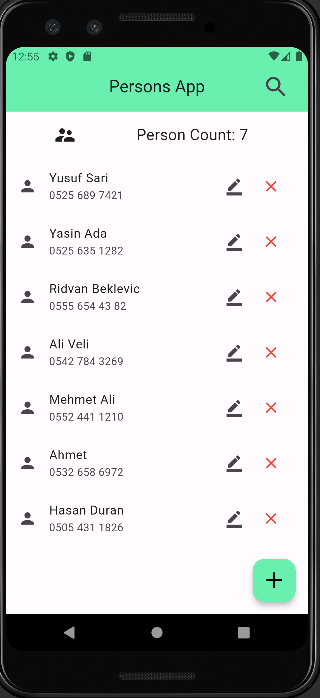 12:55
Persons App
Person Count: 7
Yusuf Sari
0525 689 7421
Yasin Ada
0525 635 1282
Ridvan Beklevic
0555 654 43 82
Ali Veli
0542 784 3269
Mehmet Ali
0552 441 1210
Ahmet
0532 658 6972
Hasan Duran
0505 431 1826